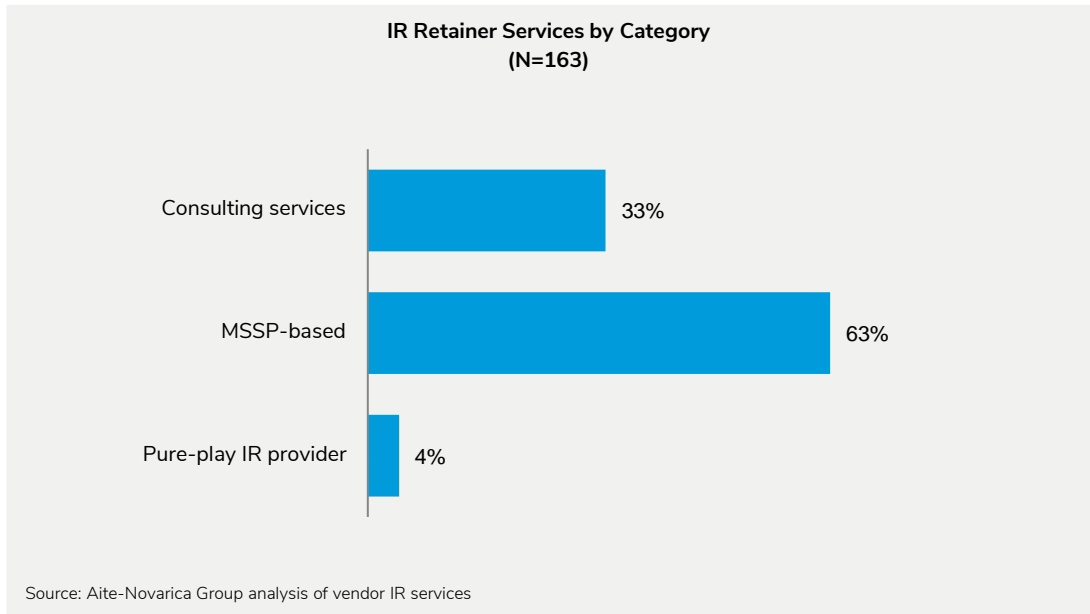 IR Retainer Services by Category
(N=163)
Consulting services
33%
MSSP-based
63%
Pure-play IR provider
4%
Source: Aite-Novarica Group analysis of vendor IR services